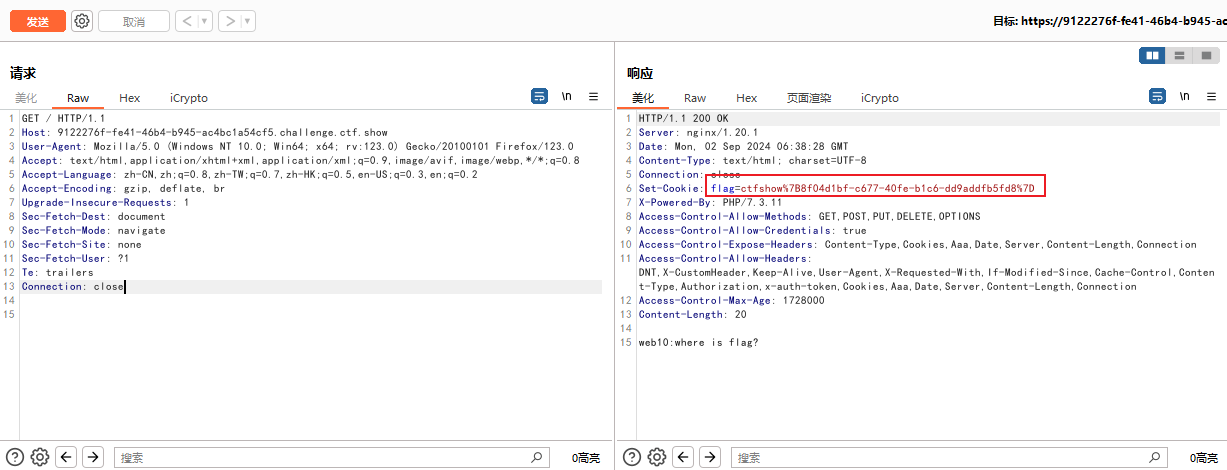 发送 取消 < > 目标: https://9122276f-fe41-46b4-b945-ac
请求
美化 Raw Hex iCrypto \n
1 GET / HTTP/1.1
2 Host: 9122276f-fe41-46b4-b945-ac4bc1a54cf5.challenge.ctf.show
3 User-Agent: Mozilla/5.0 (Windows NT 10.0; Win64; x64; rv:123.0) Gecko/20100101 Firefox/123.0
4 Accept: text/html,application/xhtml+xml,application/xml;q=0.9,image/avif,image/webp,*/*;q=0.8
5 Accept-Language: zh-CN,zh;q=0.8,zh-TW;q=0.7,zh-HK;q=0.5,en-US;q=0.3,en;q=0.2
6 Accept-Encoding: gzip, deflate, br
7 Upgrade-Insecure-Requests: 1
8 Sec-Fetch-Dest: document
9 Sec-Fetch-Mode: navigate
10 Sec-Fetch-Site: none
11 Sec-Fetch-User: ?1
12 Te: trailers
13 Connection: close
14
15
搜索 0高亮
响应
美化 Raw Hex 页面渲染 iCrypto \n
1 HTTP/1.1 200 OK
2 Server: nginx/1.20.1
3 Date: Mon, 02 Sep 2024 06:38:28 GMT
4 Content-Type: text/html; charset=UTF-8
5 Connection: close
6 Set-Cookie: flag=ctfshow%7B8f04d1bf-c677-40fe-b1c6-dd9addfb5fd8%7D
7 X-Powered-By: PHP/7.3.11
8 Access-Control-Allow-Methods: GET,POST,PUT,DELETE,OPTIONS
9 Access-Control-Allow-Credentials: true
10 Access-Control-Expose-Headers: Content-Type,Cookies,Aaa,Date,Server,Content-Length,Connection
11 Access-Control-Allow-Headers:
DNT,X-CustomHeader,Keep-Alive,User-Agent,X-Requested-With,If-Modified-Since,Cache-Control,Conten
t-Type,Authorization,x-auth-token,Cookies,Aaa,Date,Server,Content-Length,Connection
12 Access-Control-Max-Age: 1728000
13 Content-Length: 20
14
15 web10:where is flag?
搜索 0高亮